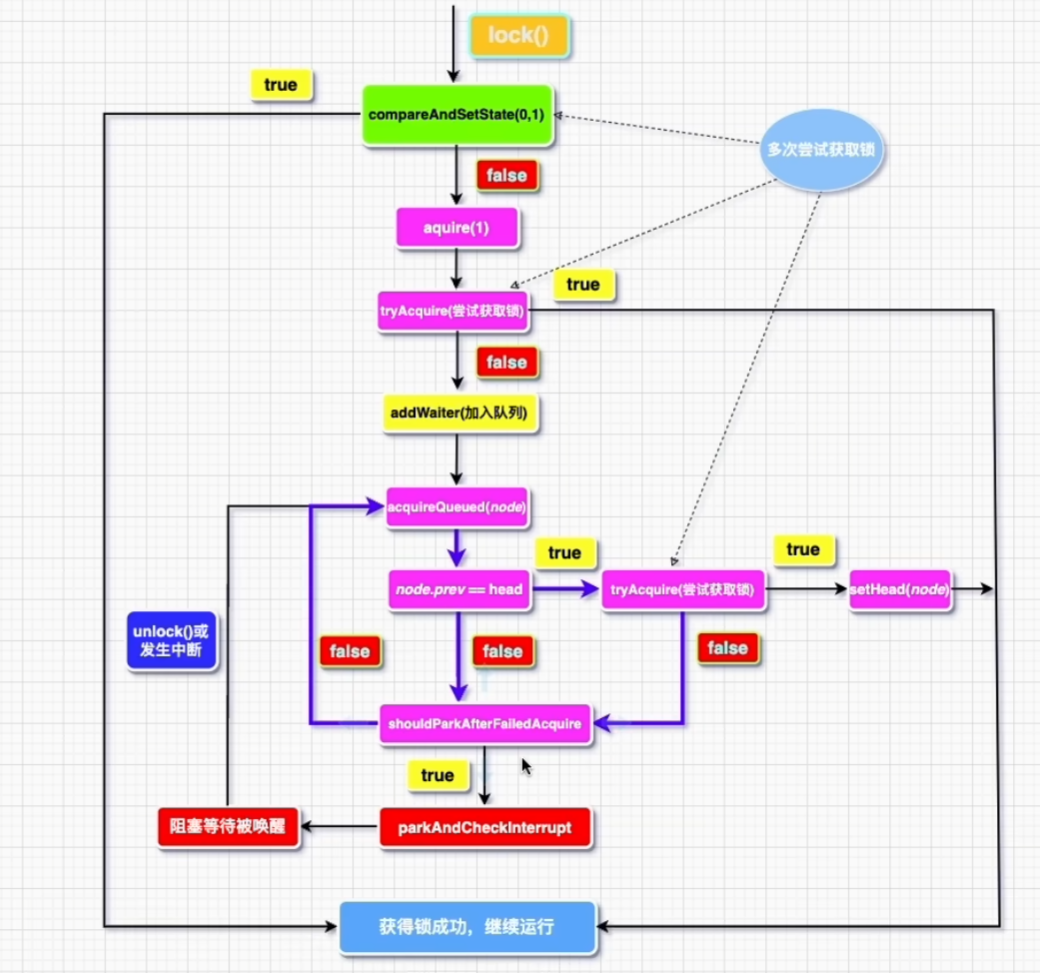 lock()
true
compareAndSetState(0,1)
多次尝试获取锁
false
aquire(1)
true
tryAcquire(尝试获取锁)
false
addWaiter(加入队列)
acquireQueued(node)
true
true
node.prev == head
tryAcquire(尝试获取锁)
setHead(node)
unlock()或
发生中断
false
false
false
shouldParkAfterFailedAcquire
true
阻塞等待被唤醒
parkAndCheckInterrupt
获得锁成功，继续运行